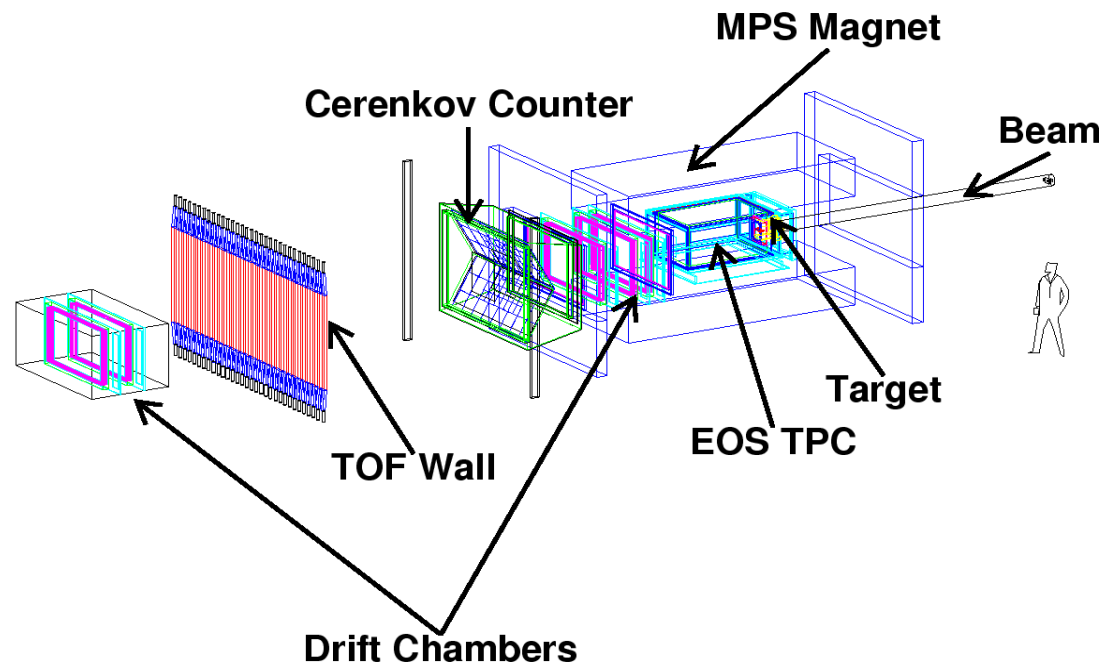 MPS Magnet
Cerenkov Counter
Beam
Target
EOS TPC
TOF Wall
Drift Chambers